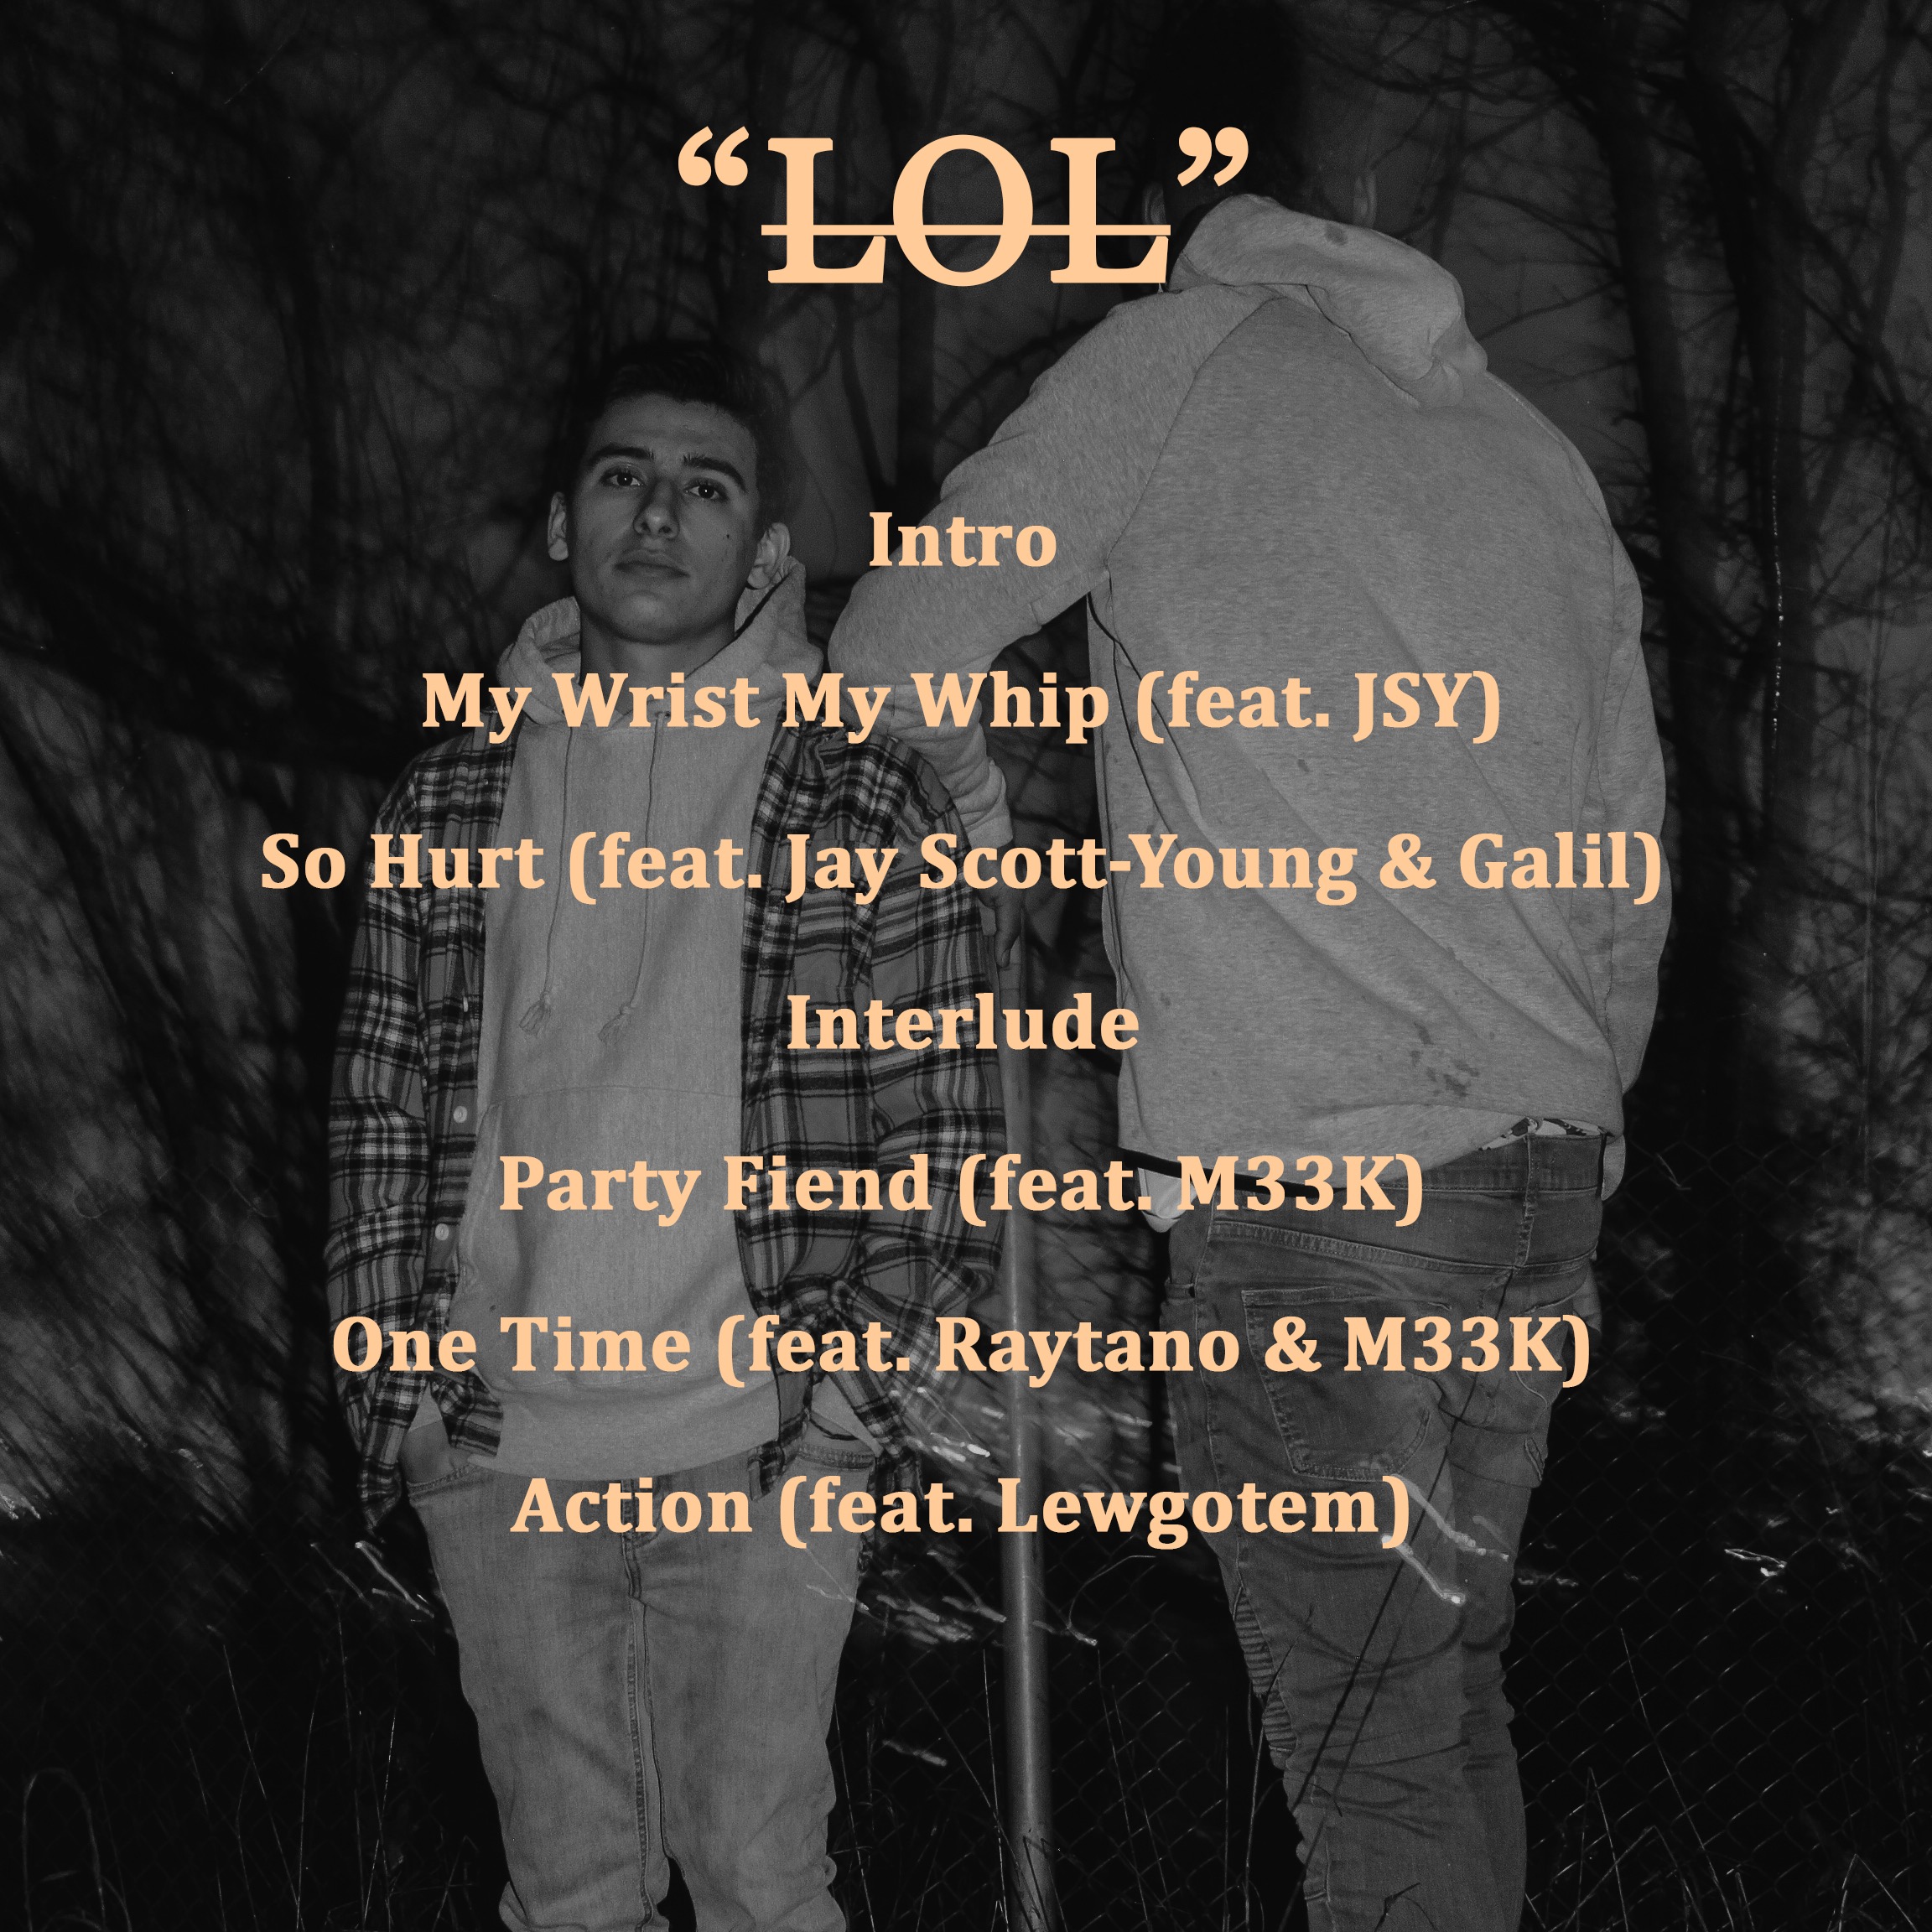 “LOL”
Intro
My Wrist My Whip (feat. JSY)
So Hurt (feat. Jay Scott-Young & Galil)
Interlude
Party Fiend (feat. M33K)
One Time (feat. Raytano & M33K)
Action (feat. Lewgotem)